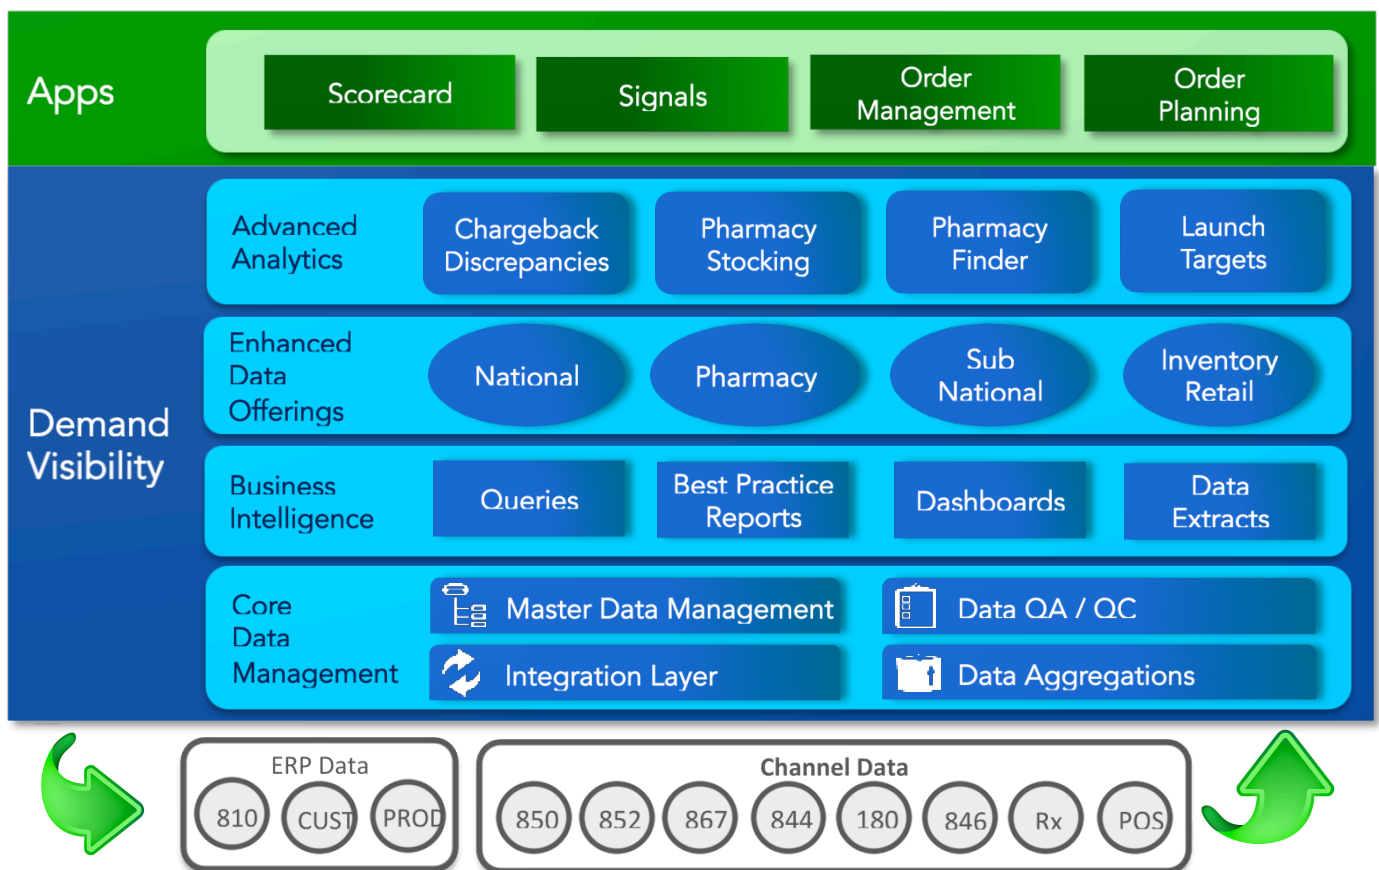 Apps
Scorecard
Signals
Order
Management
Order
Planning
Demand
Visibility
Advanced
Analytics
Chargeback
Discrepancies
Pharmacy
Stocking
Pharmacy
Finder
Launch
Targets
Enhanced
Data
Offerings
National
Pharmacy
Sub
National
Inventory
Retail
Business
Intelligence
Queries
Best Practice
Reports
Dashboards
Data
Extracts
Core
Data
Management
Master Data Management
Data QA / QC
Integration Layer
Data Aggregations
ERP Data
810
CUST
PROD
Channel Data
850
852
867
844
180
846
Rx
POS